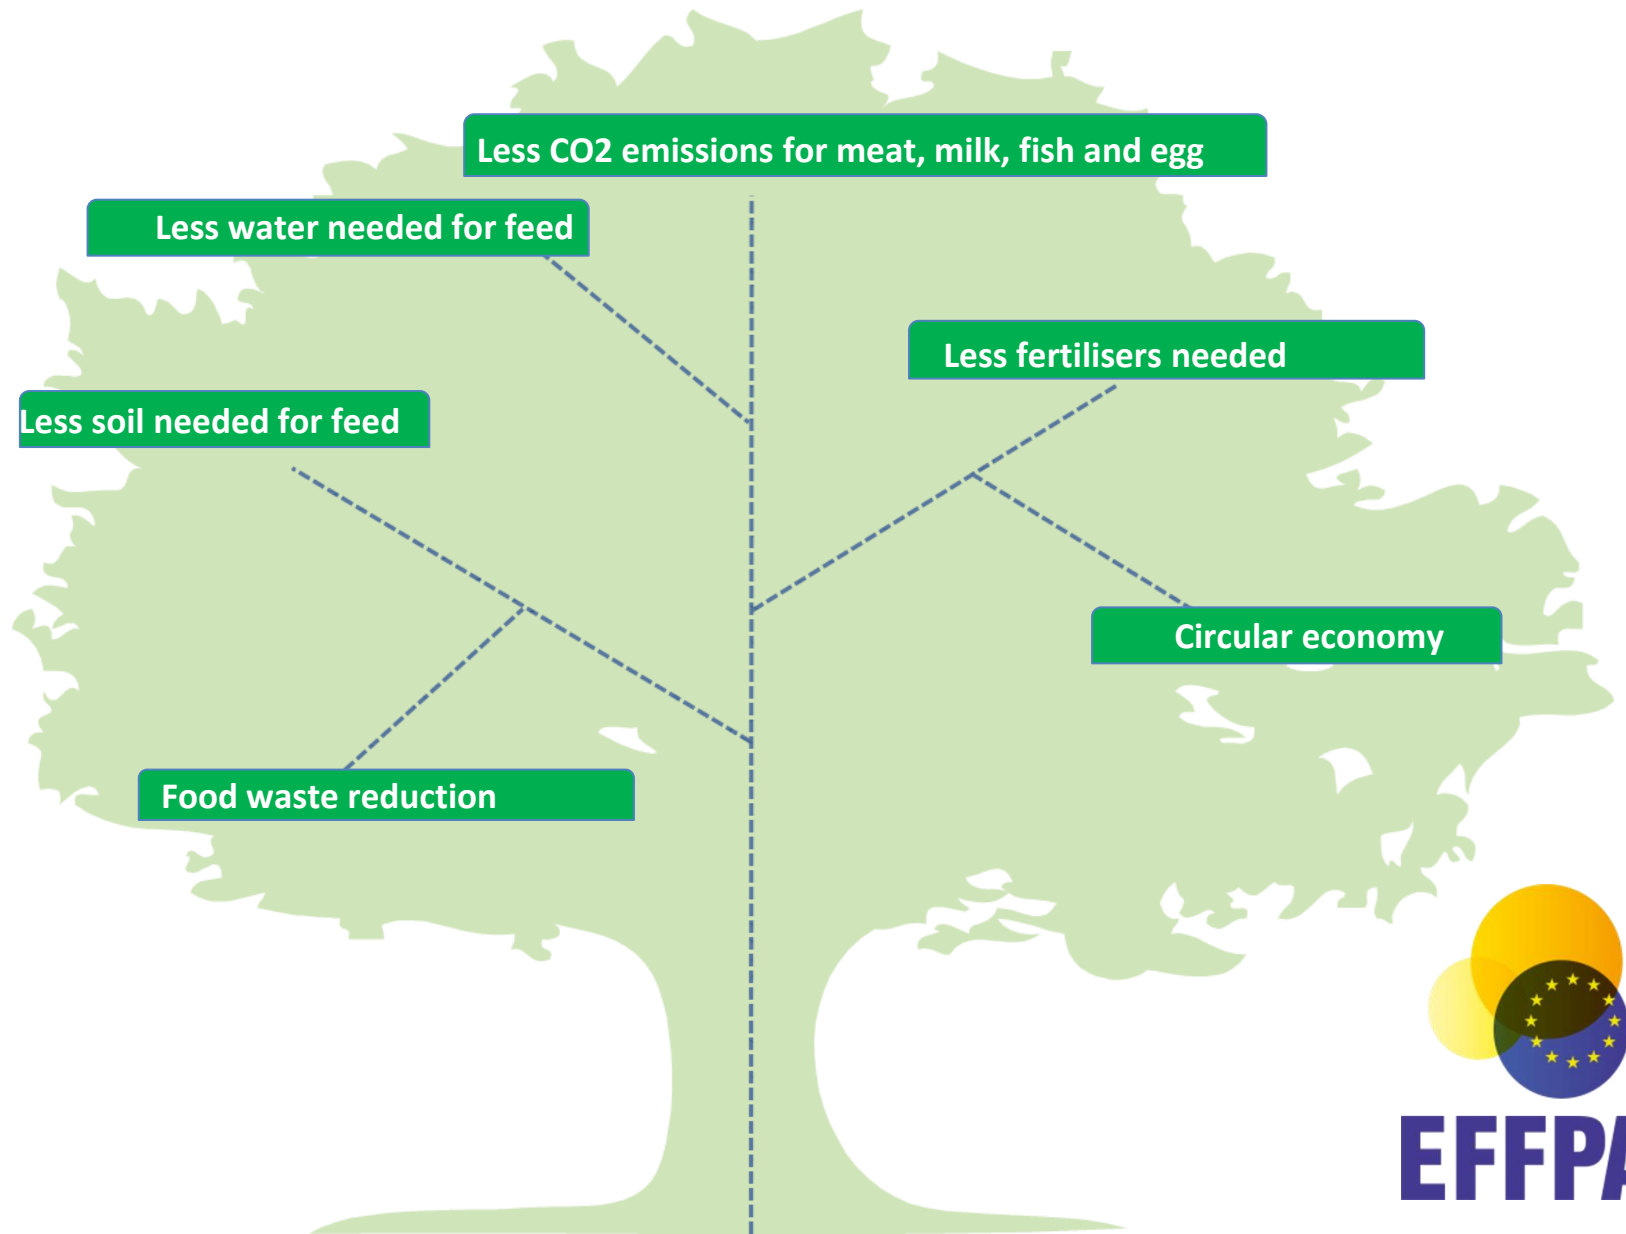 Less CO2 emissions for meat, milk, fish and egg
Less water needed for feed
Less fertilisers needed
Less soil needed for feed
Circular economy
Food waste reduction
EFFPA